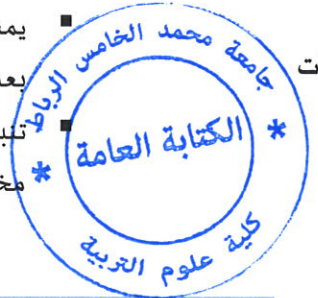 جامعة محمد الخامس الرباط
الكتابة العامة
كلية علوم التربية